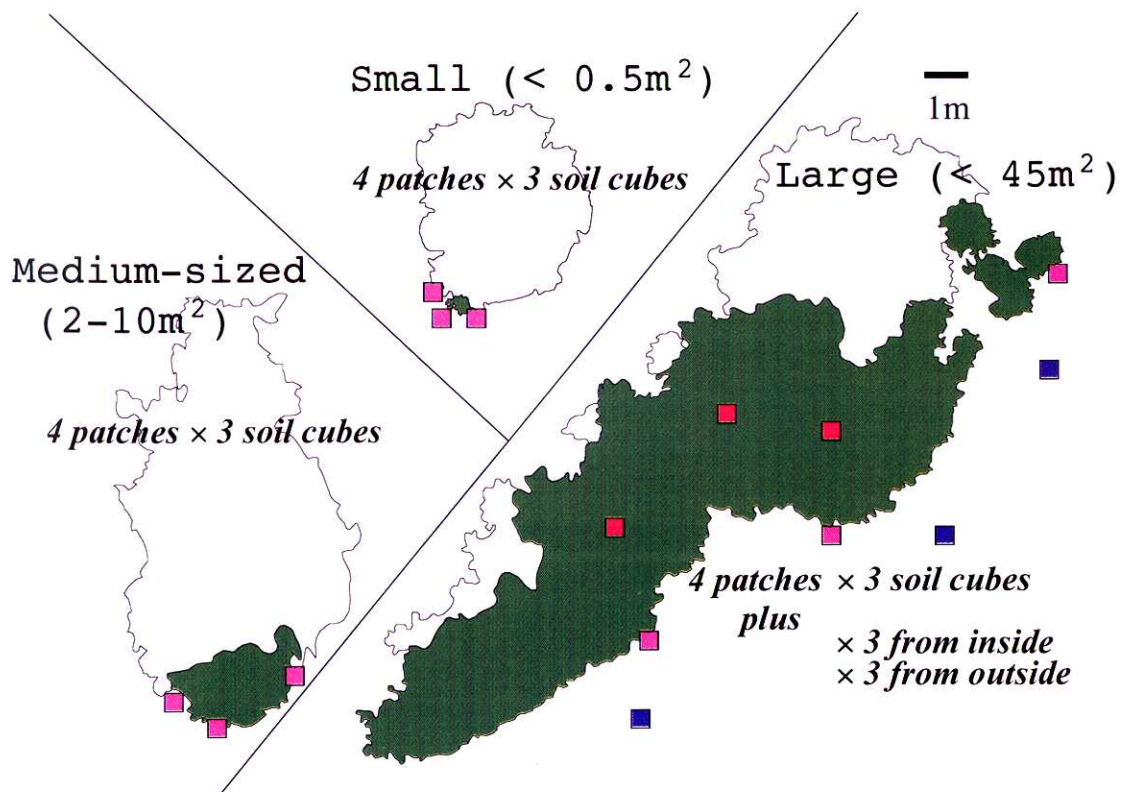 Small (< 0.5m²)
4 patches × 3 soil cubes
1m
Large (< 45m²)
Medium-sized
(2-10m²)
4 patches × 3 soil cubes
4 patches × 3 soil cubes
plus
× 3 from inside
× 3 from outside